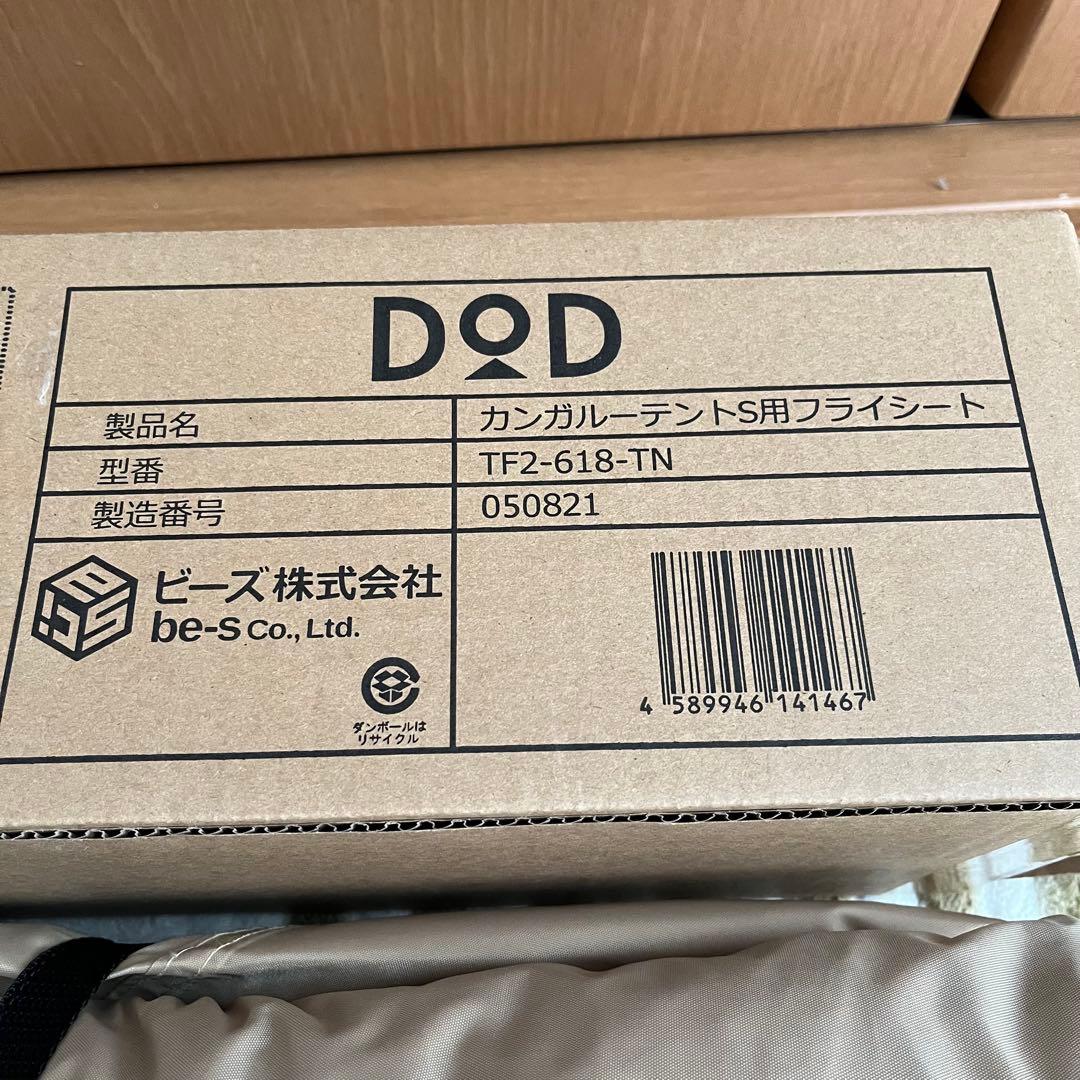 DOD
製品名 カンガルーテントS用フライシート
型番 TF2-618-TN
製造番号 050821
ビーズ株式会社
be-s Co., Ltd.
ダンボールは
リサイクル
4 589946 141467